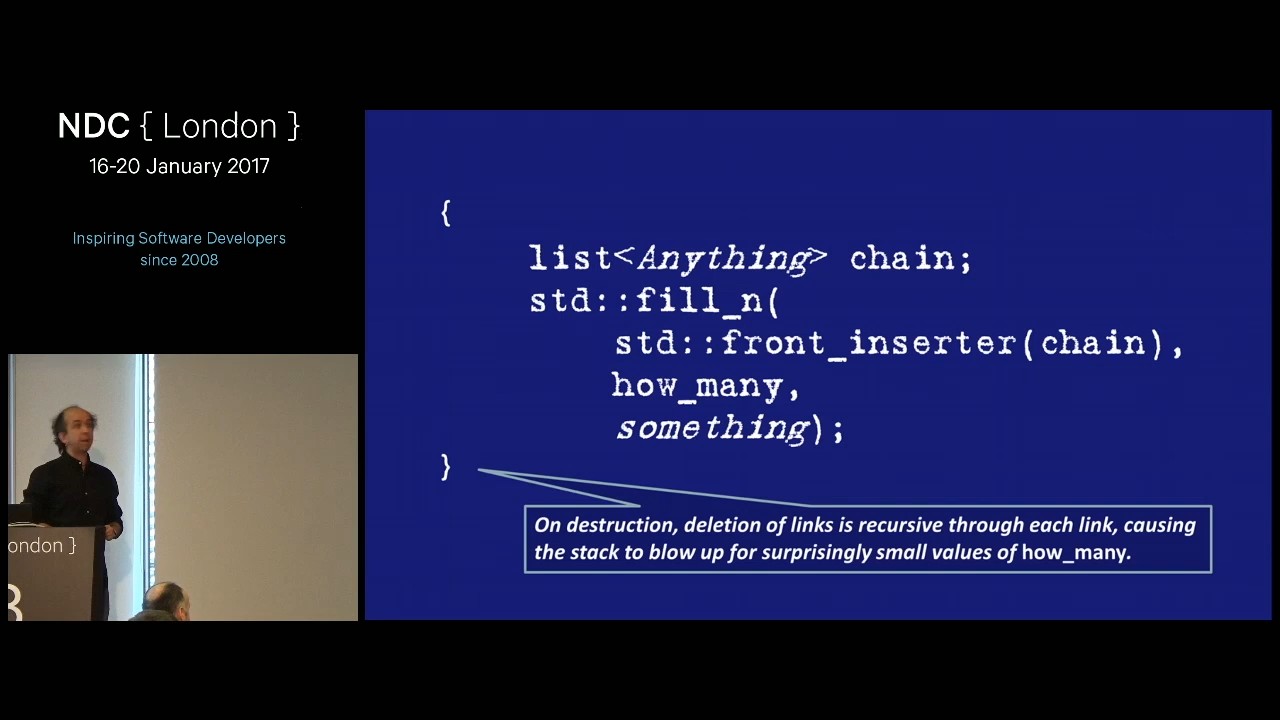 NDC { London }
16-20 January 2017
Inspiring Software Developers
since 2008
{
list<Anything> chain;
std::fill_n(
std::front_inserter(chain),
how_many,
something);
}
On destruction, deletion of links is recursive through each link, causing
the stack to blow up for surprisingly small values of how_many.
ondon }
3